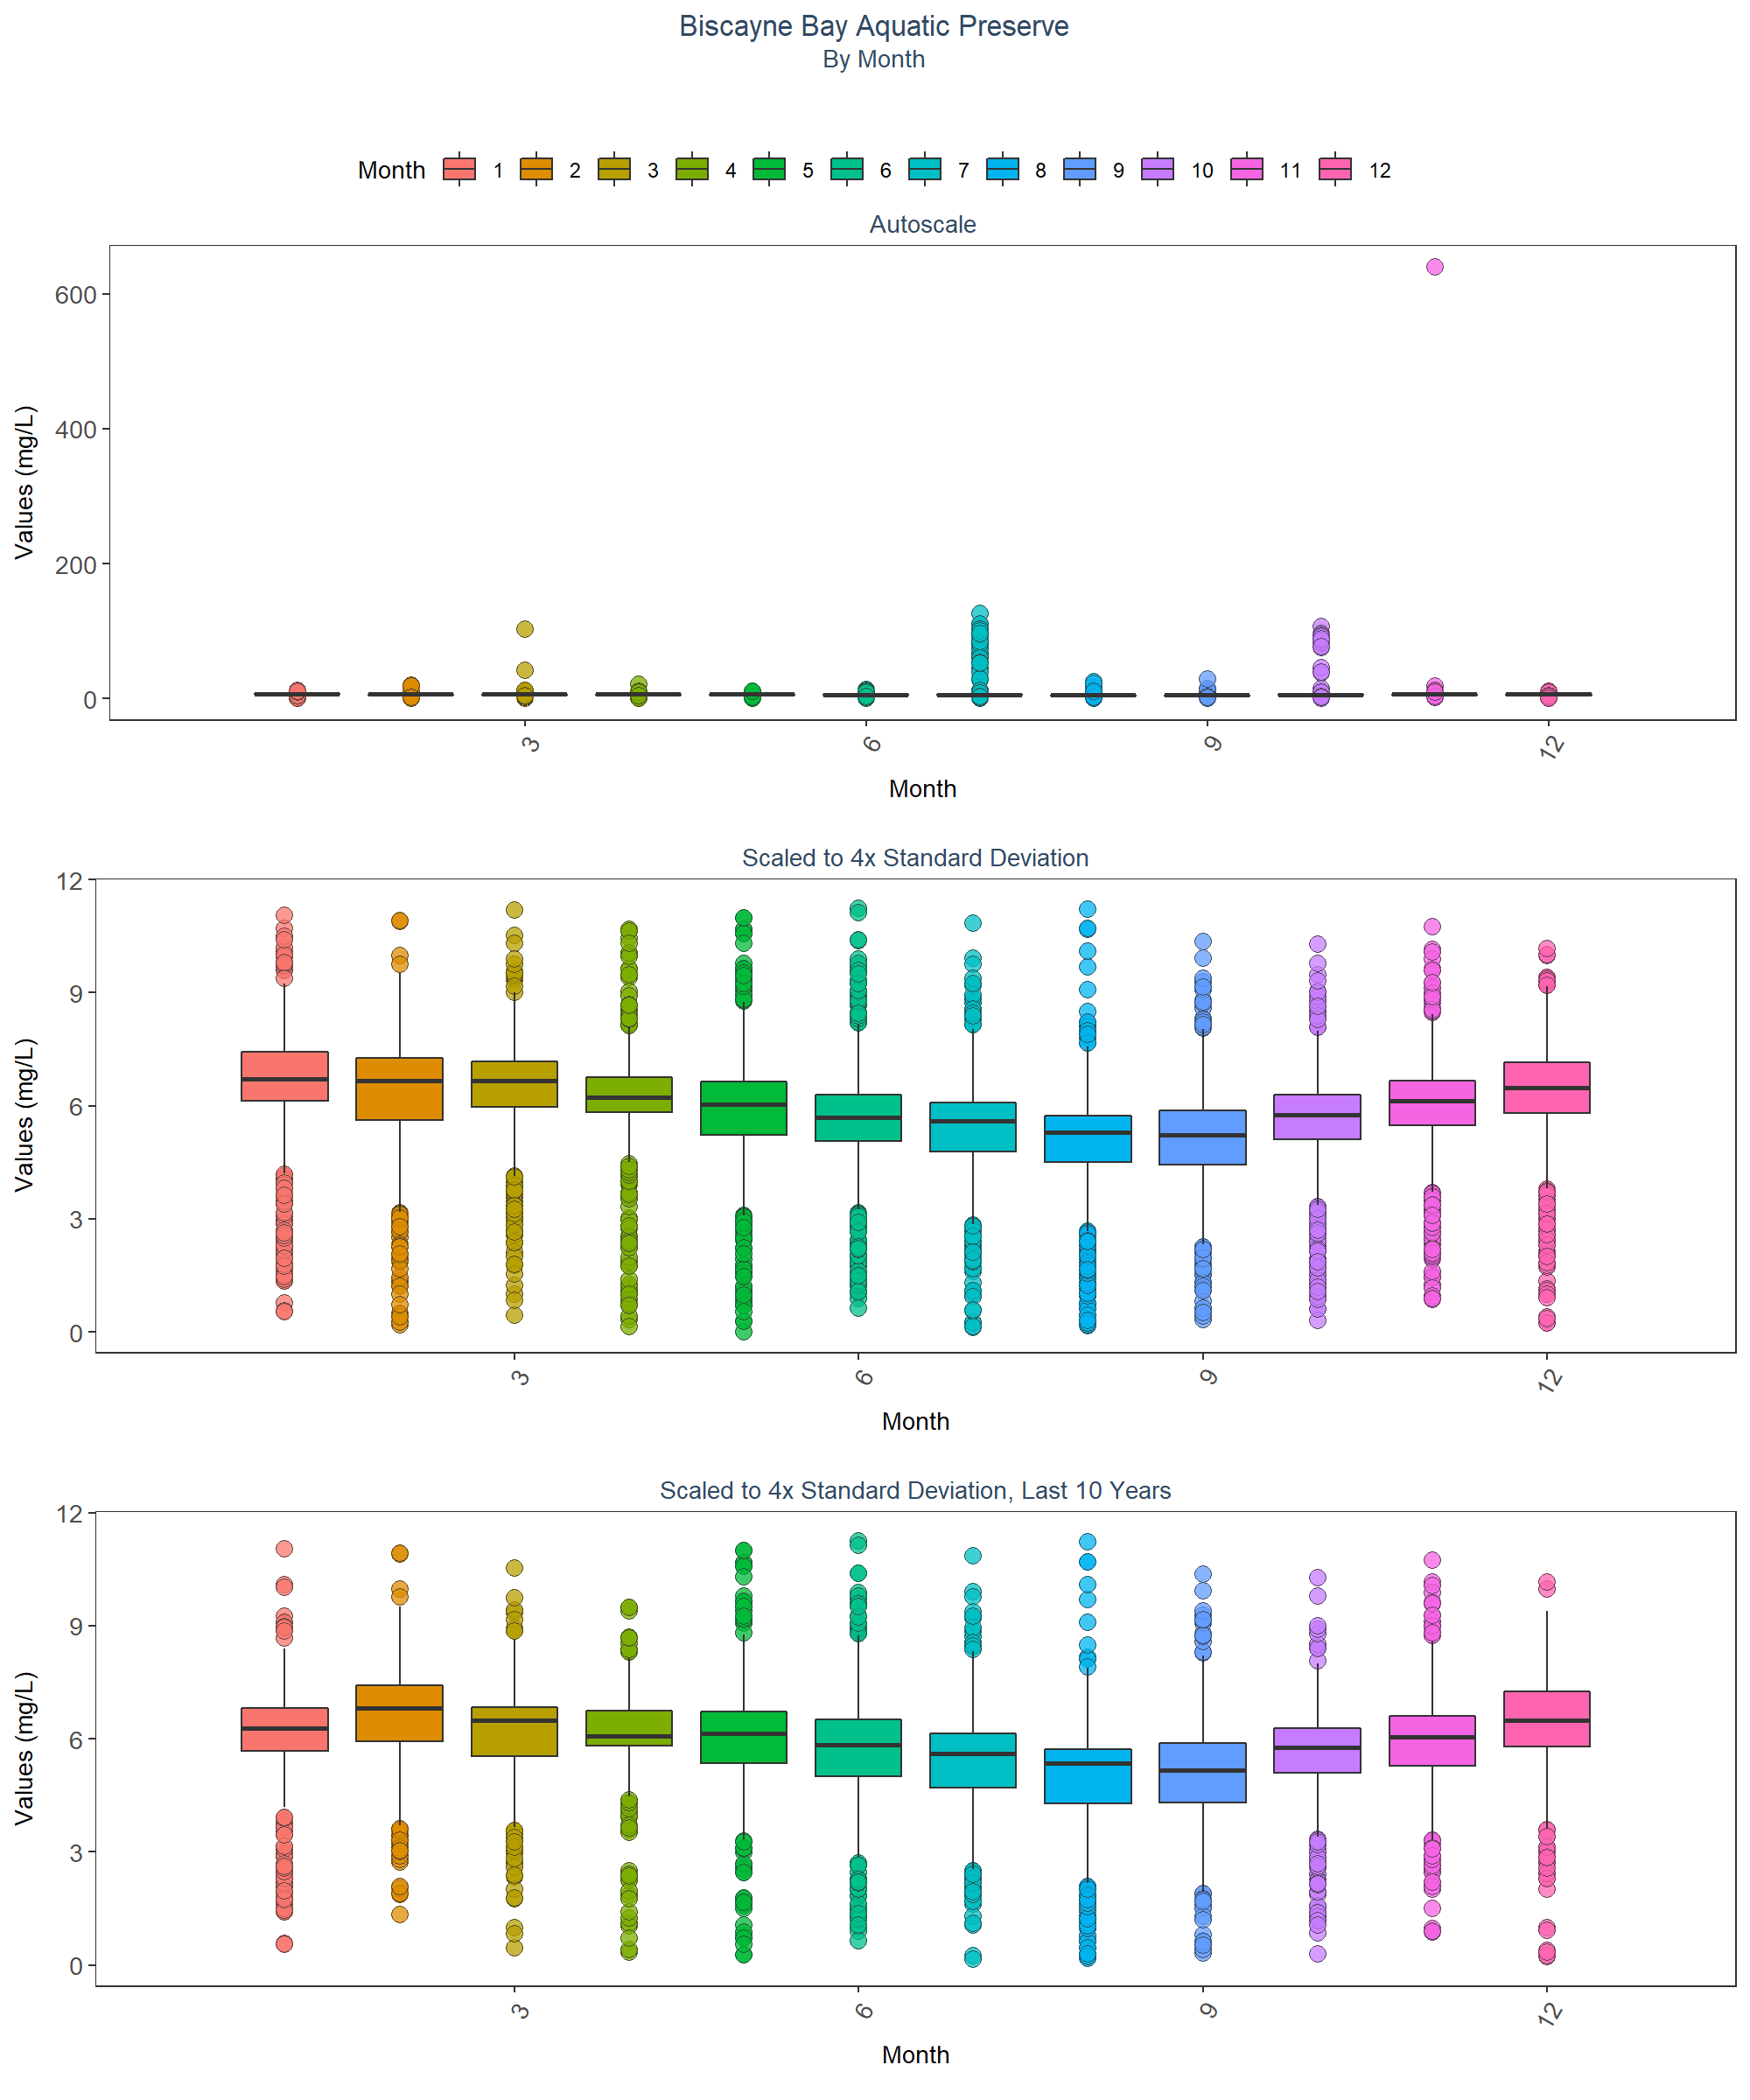 Biscayne Bay Aquatic Preserve
By Month
Month 1 2 3 4 5 6 7 8 9 10 11 12
Autoscale
Values (mg/L)
600
400
200
0
3 6 9 12
Month
Scaled to 4x Standard Deviation
Values (mg/L)
12
9
6
3
0
3 6 9 12
Month
Scaled to 4x Standard Deviation, Last 10 Years
Values (mg/L)
12
9
6
3
0
3 6 9 12
Month